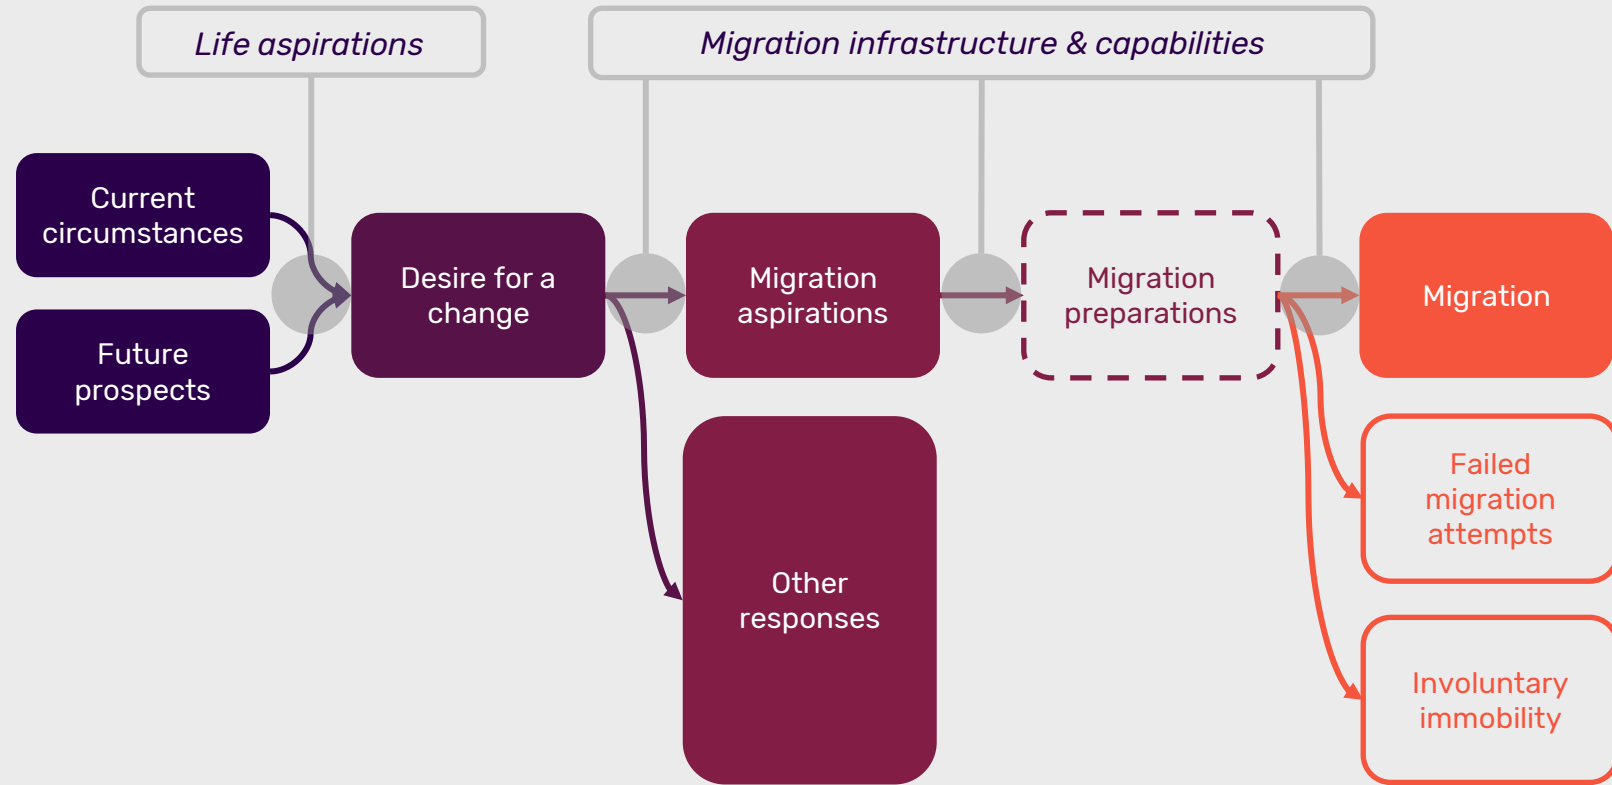 Life aspirations
Migration infrastructure & capabilities
Current
circumstances
Future
prospects
Desire for a
change
Migration
aspirations
Other
responses
Migration
preparations
Migration
Failed
migration
attempts
Involuntary
immobility